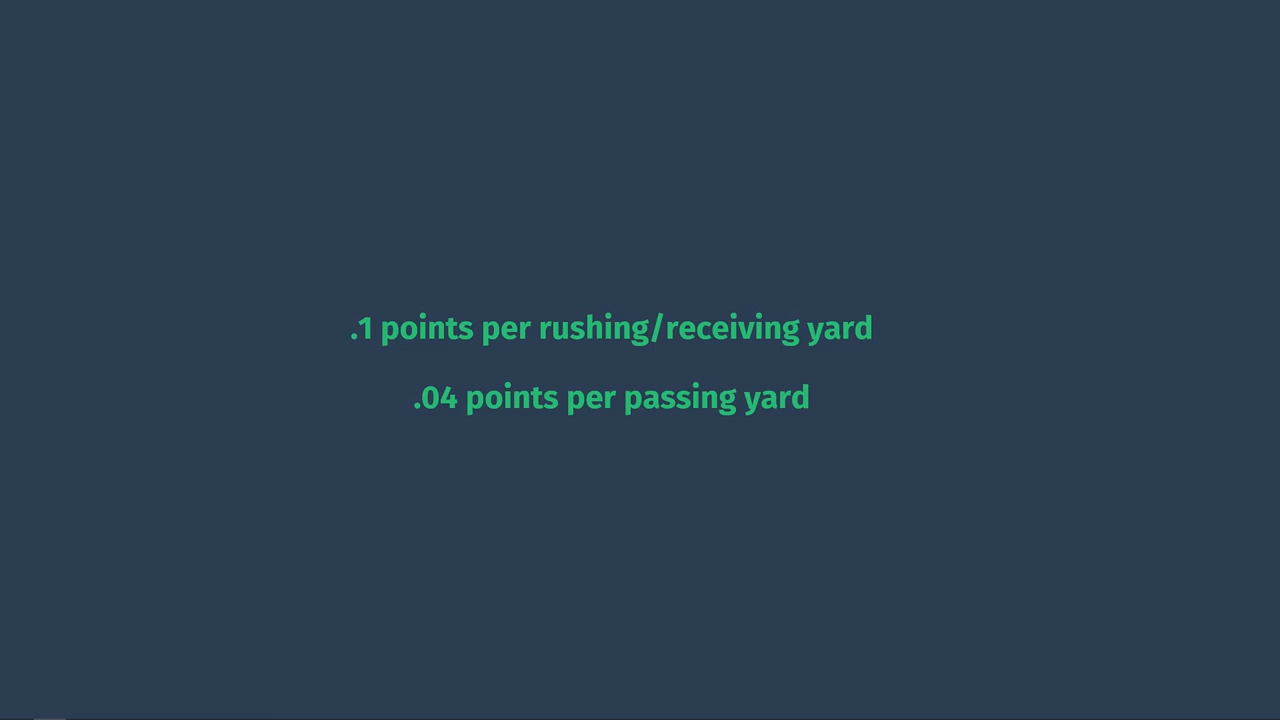 .1 points per rushing/receiving yard
.04 points per passing yard